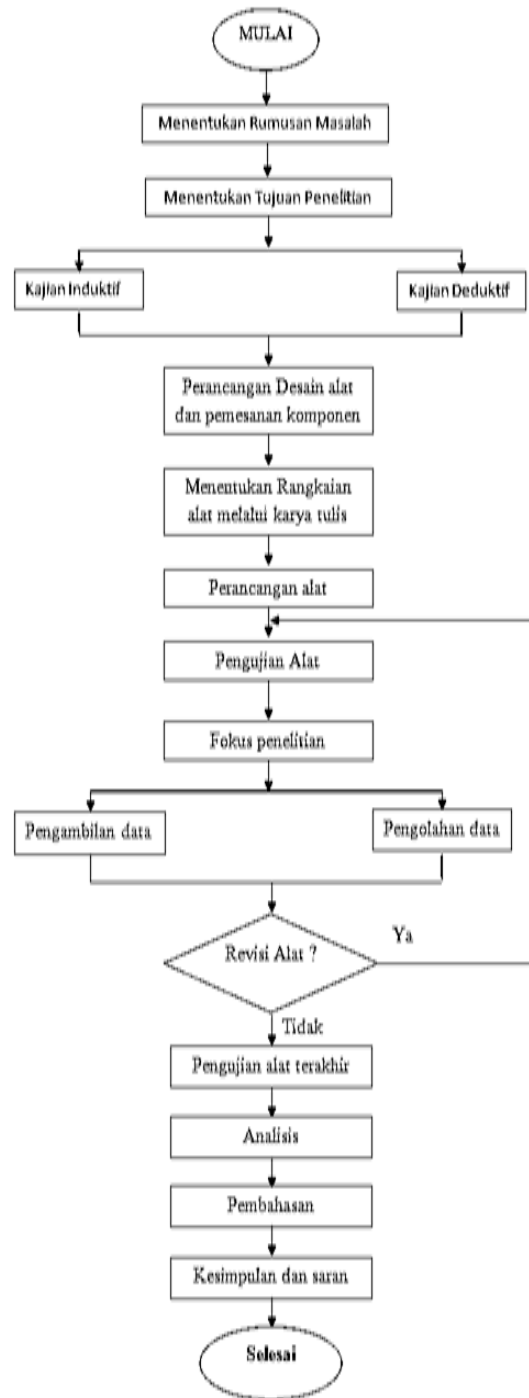 MULAI
Menentukan Rumusan Masalah
Menentukan Tujuan Penelitian
Kajian Induktif
Kajian Deduktif
Perancangan Desain alat
dan pemesanan komponen
Menentukan Rangkaian
alat melalui karya tulis
Perancangan alat
Pengujian Alat
Fokus penelitian
Pengambilan data
Pengolahan data
Revisi Alat ?
Ya
Tidak
Pengujian alat terakhir
Analisis
Pembahasan
Kesimpulan dan saran
Selesai